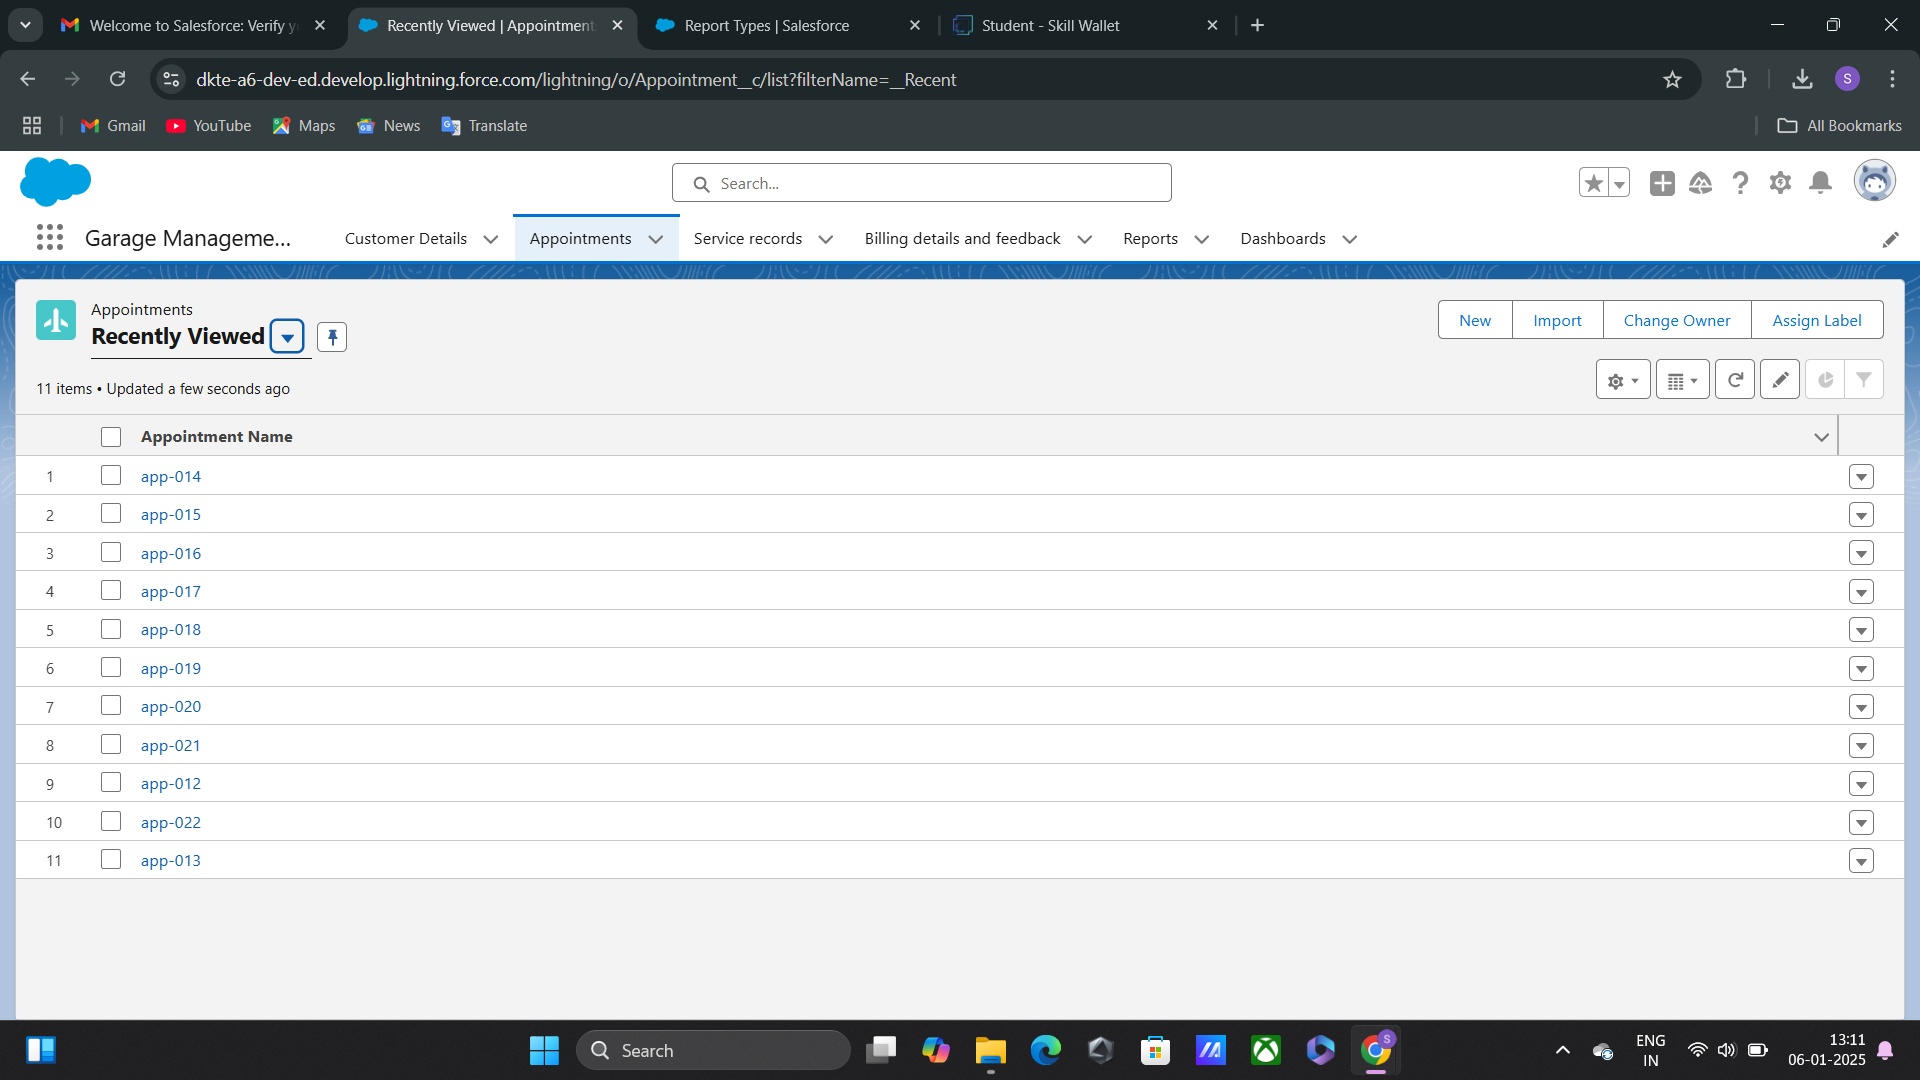 Welcome to Salesforce: Verify y
Recently Viewed | Appointment
Report Types | Salesforce
Student - Skill Wallet
dkte-a6-dev-ed.develop.lightning.force.com/lightning/o/Appointment__c/list?filterName=__Recent
S
Gmail
YouTube
Maps
News
Translate
All Bookmarks
Search...
Garage Manageme...
Customer Details
Appointments
Service records
Billing details and feedback
Reports
Dashboards
Appointments
Recently Viewed
New
Import
Change Owner
Assign Label
11 items • Updated a few seconds ago
Appointment Name
1 app-014
2 app-015
3 app-016
4 app-017
5 app-018
6 app-019
7 app-020
8 app-021
9 app-012
10 app-022
11 app-013
Search
S
ENG
IN
13:11
06-01-2025